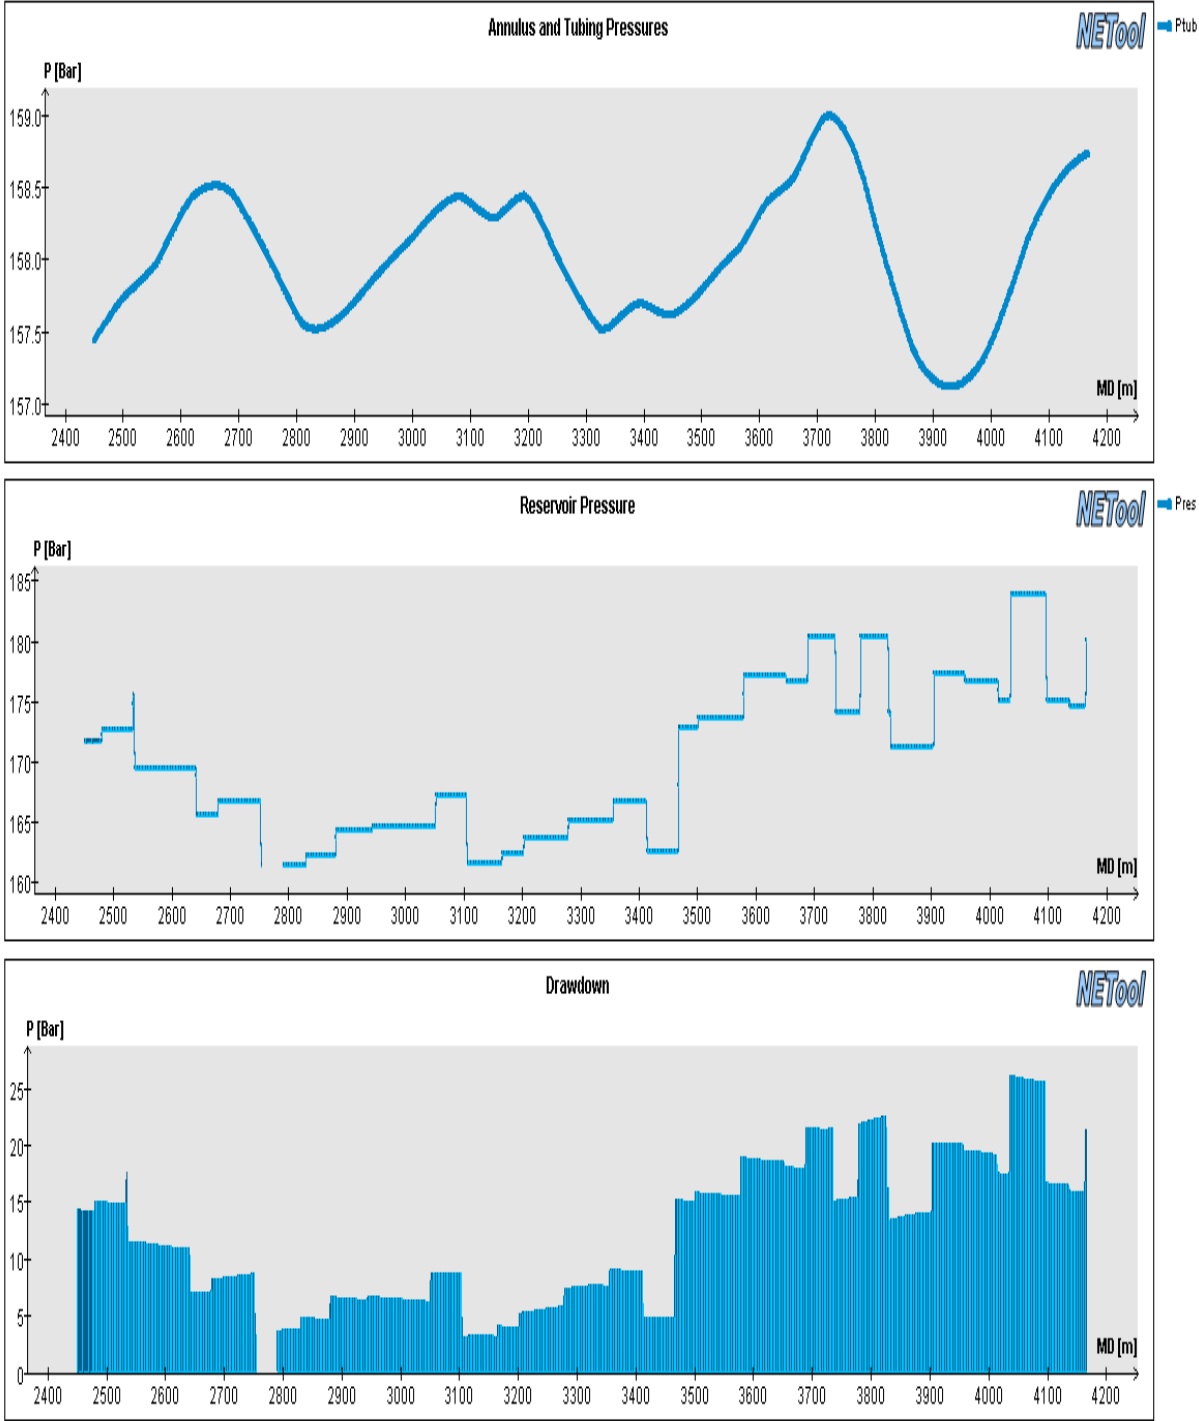 Annulus and Tubing Pressures
NETool
Ptub
P [Bar]
159.0
158.5
158.0
157.5
157.0
MD [m]
2400 2500 2600 2700 2800 2900 3000 3100 3200 3300 3400 3500 3600 3700 3800 3900 4000 4100 4200
Reservoir Pressure
NETool
Pres
P [Bar]
185
180
175
170
165
160
MD [m]
2400 2500 2600 2700 2800 2900 3000 3100 3200 3300 3400 3500 3600 3700 3800 3900 4000 4100 4200
Drawdown
NETool
P [Bar]
25
20
15
10
5
0
MD [m]
2400 2500 2600 2700 2800 2900 3000 3100 3200 3300 3400 3500 3600 3700 3800 3900 4000 4100 4200